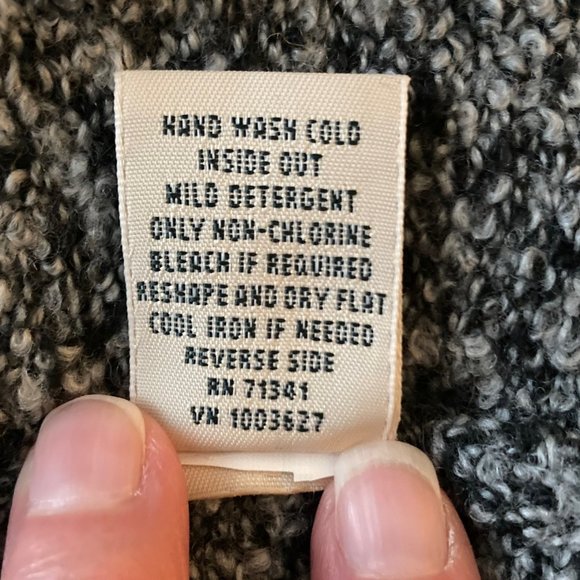 HAND WASH COLD
INSIDE OUT
MILD DETERGENT
ONLY NON-CHLORINE
BLEACH IF REQUIRED
RESHAPE AND DRY FLAT
COOL IRON IF NEEDED
REVERSE SIDE
RN 71341
VN 1003627